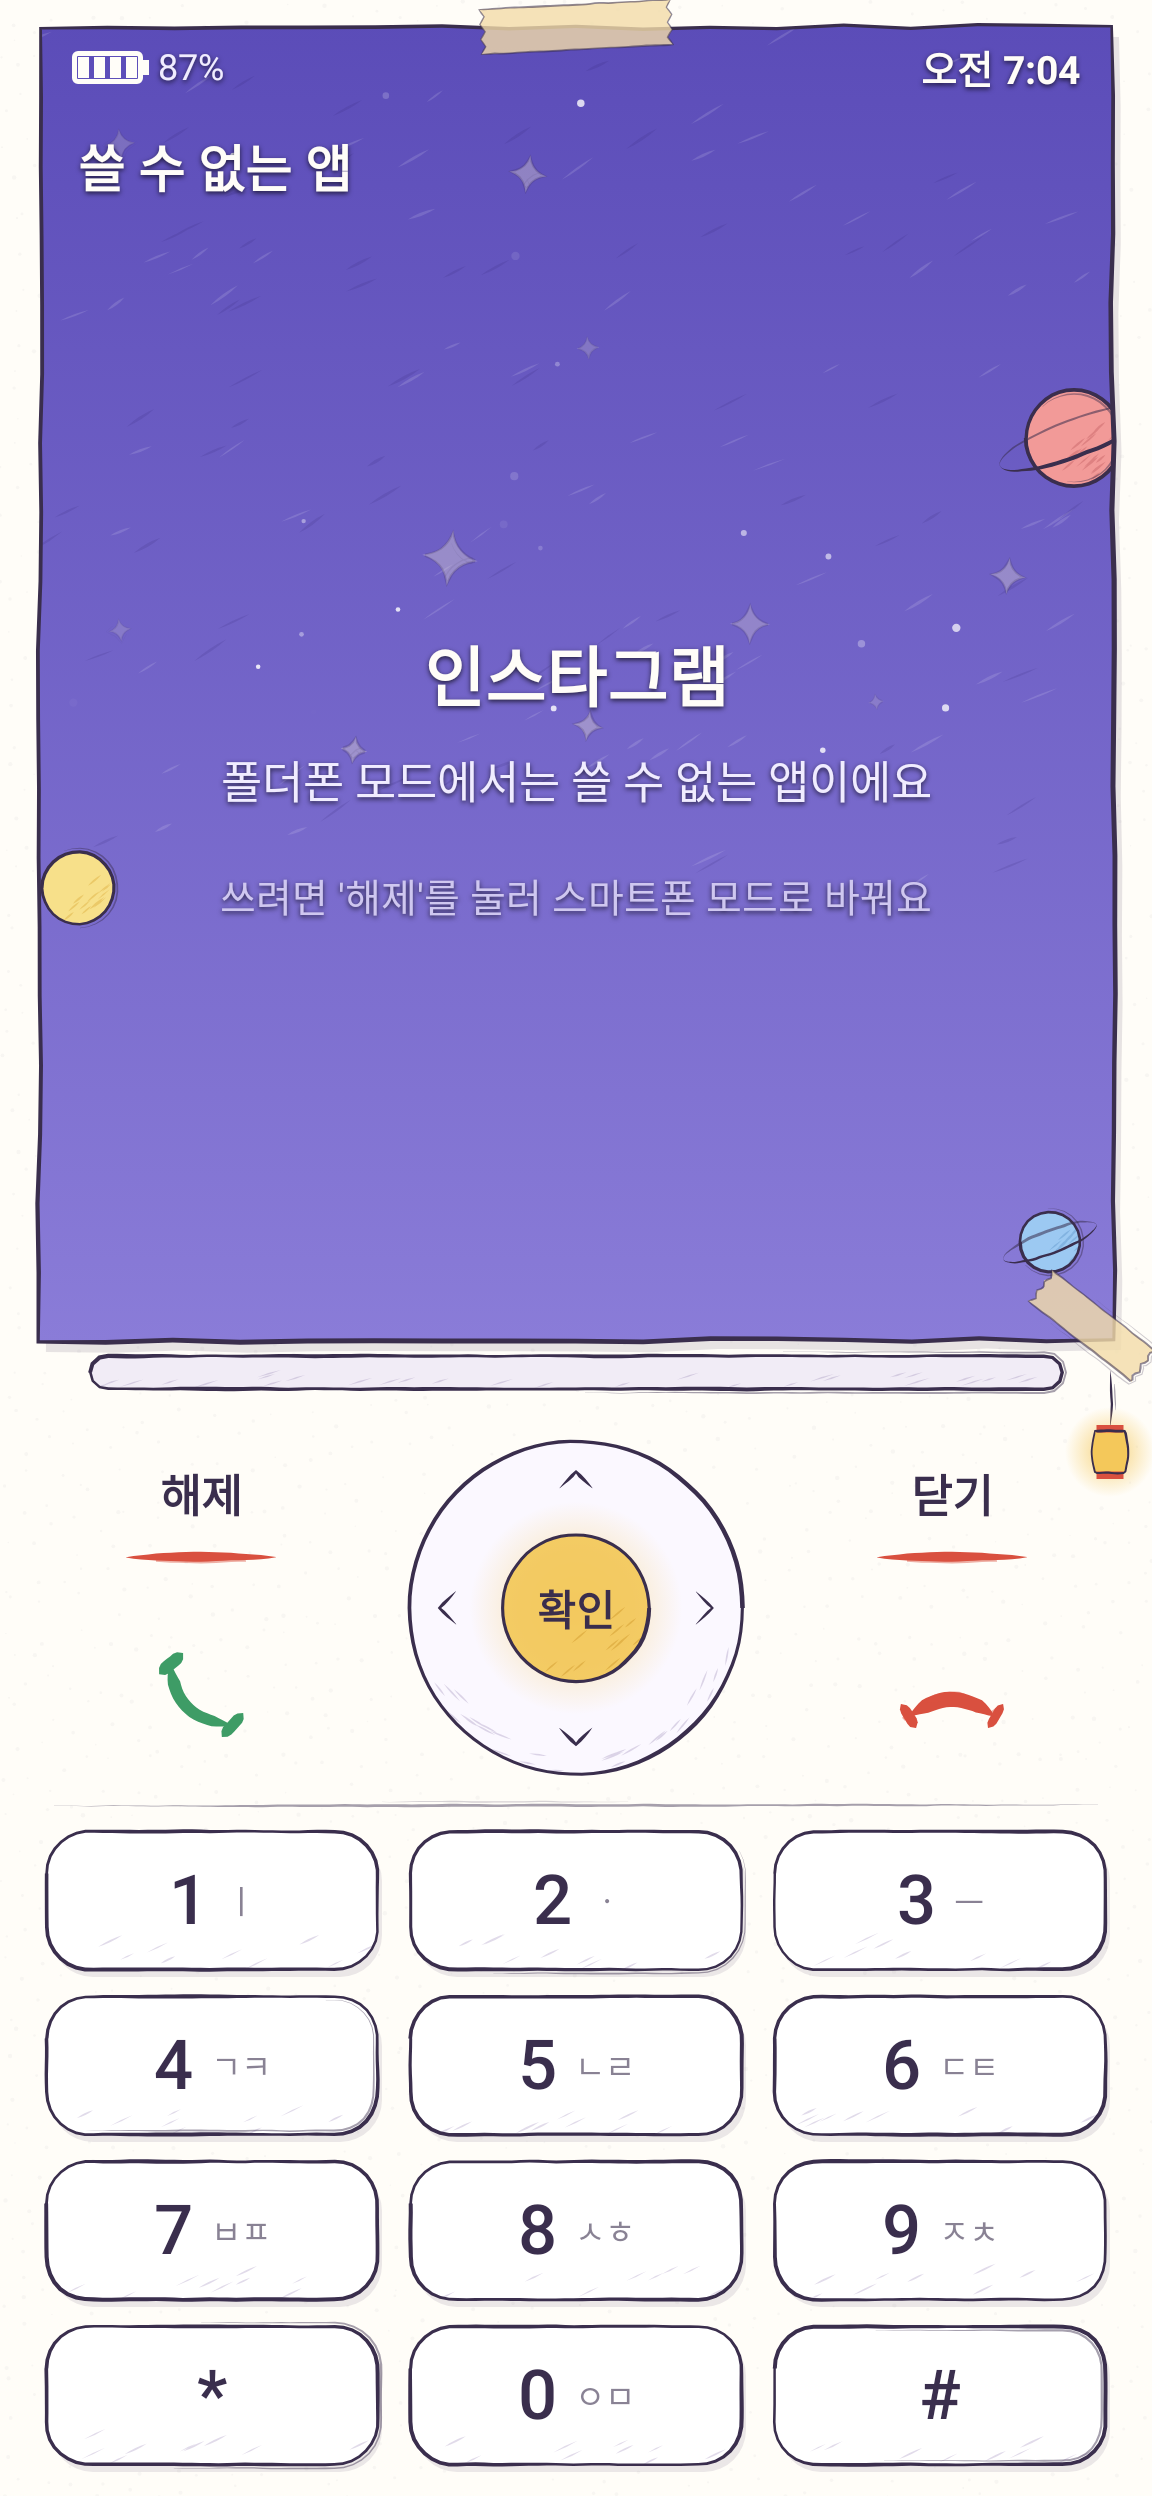 87%
오전 7:04
쓸 수 없는 앱
인스타그램
폴더폰 모드에서는 쓸 수 없는 앱이에요
쓰려면 '해제'를 눌러 스마트폰 모드로 바꿔요
해제
닫기
확인
1 ㅣ
2 ·
3 ㅡ
4 ㄱㅋ
5 ㄴㄹ
6 ㄷㅌ
7 ㅂㅍ
8 ㅅㅎ
9 ㅈㅊ
*
0 ㅇㅁ
#